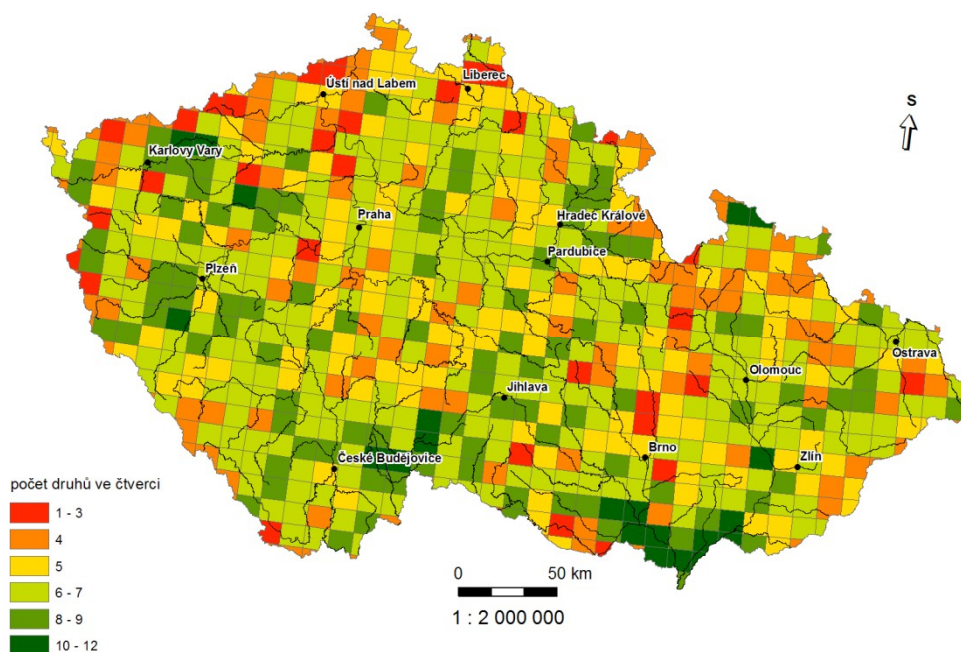 Liberec
Ústí nad Labem
S
Karlovy Vary
Praha
Hradec Králové
Pardubice
Plzeň
Ostrava
Olomouc
Jihlava
Brno
Zlín
České Budějovice
počet druhů ve čtverci
1 - 3
4
5
6 - 7
8 - 9
10 - 12
0 50 km
1 : 2 000 000